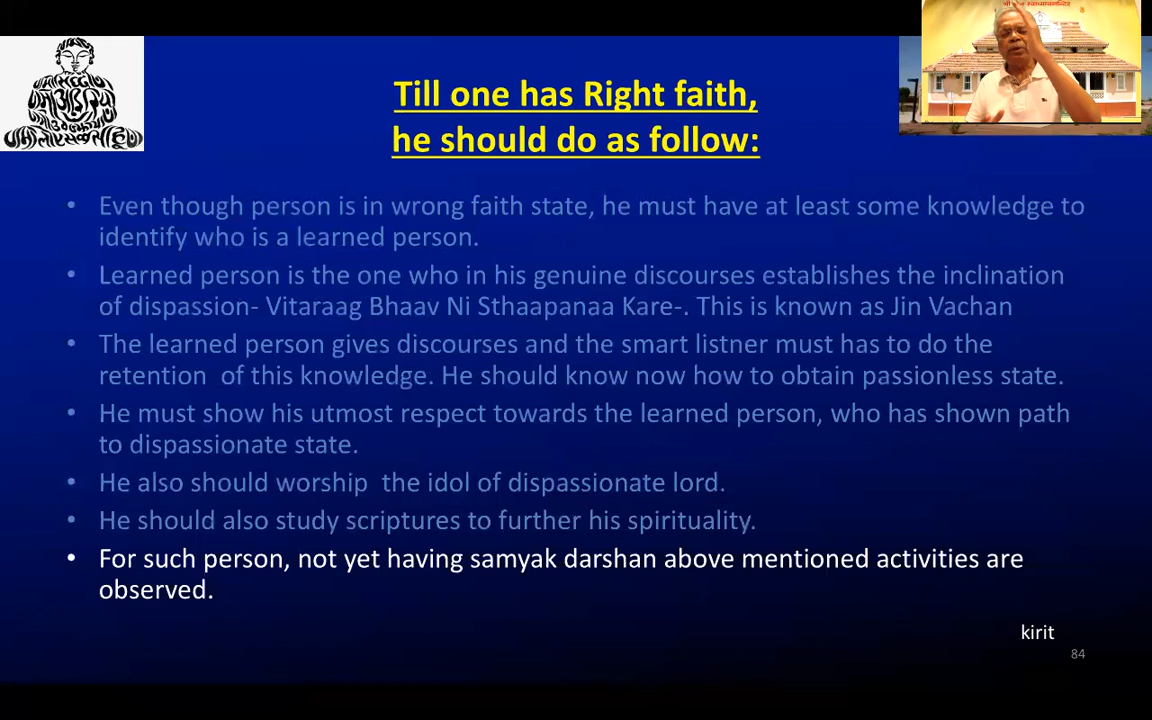 Till one has Right faith,
he should do as follow:
• Even though person is in wrong faith state, he must have at least some knowledge to
identify who is a learned person.
• Learned person is the one who in his genuine discourses establishes the inclination
of dispassion- Vitaraag Bhaav Ni Sthaapanaa Kare-. This is known as Jin Vachan
• The learned person gives discourses and the smart listner must has to do the
retention of this knowledge. He should know now how to obtain passionless state.
• He must show his utmost respect towards the learned person, who has shown path
to dispassionate state.
• He also should worship the idol of dispassionate lord.
• He should also study scriptures to further his spirituality.
• For such person, not yet having samyak darshan above mentioned activities are
observed.
kirit
84